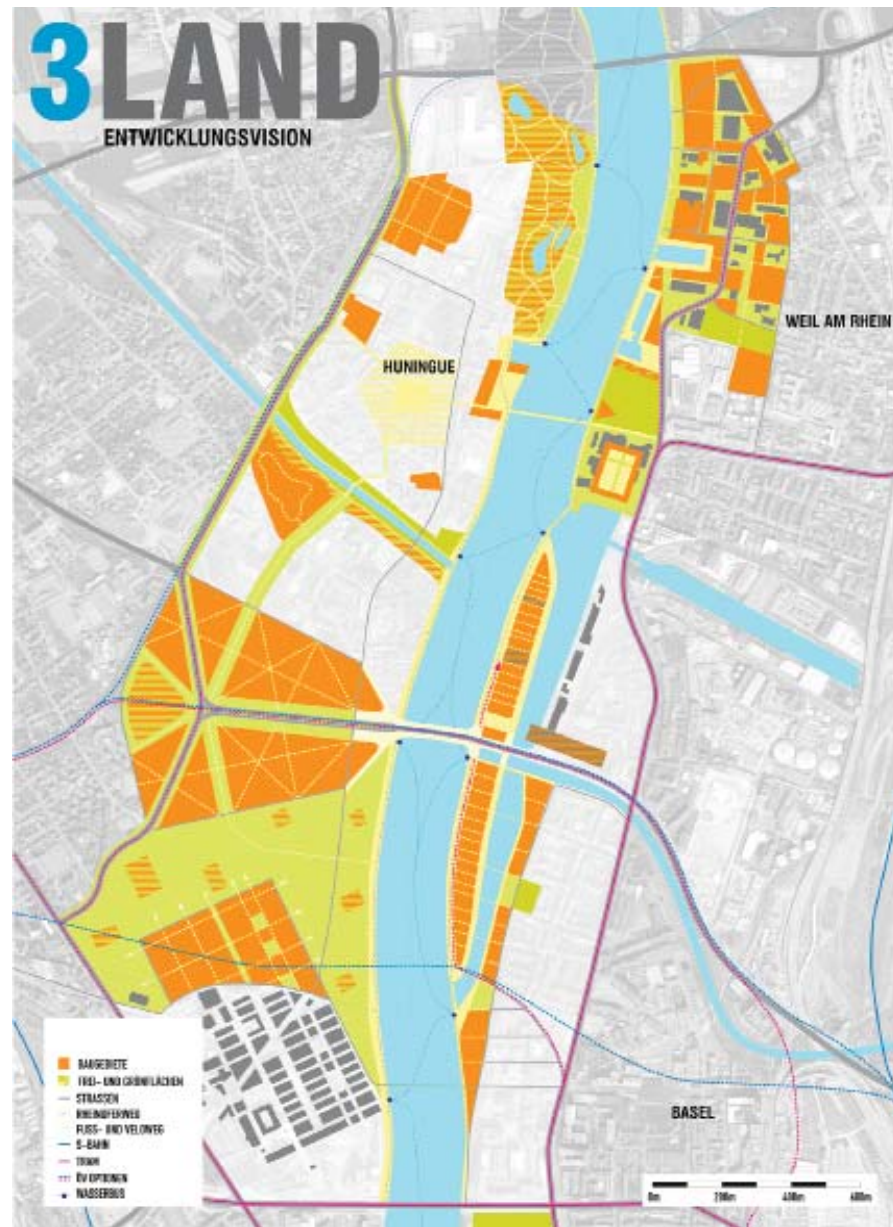 3LAND
ENTWICKLUNGSVISION
WEIL AM RHEIN
HUNINGUE
BAUGEBIETE
FREI- UND GRÜNFLÄCHEN
STRASSEN
RHEINUFERWEG
FUSS- UND VELOWEG
S-BAHN
TRAM
ÖV OPTIONEN
WASSERBUS
BASEL
0m 200m 400m 600m